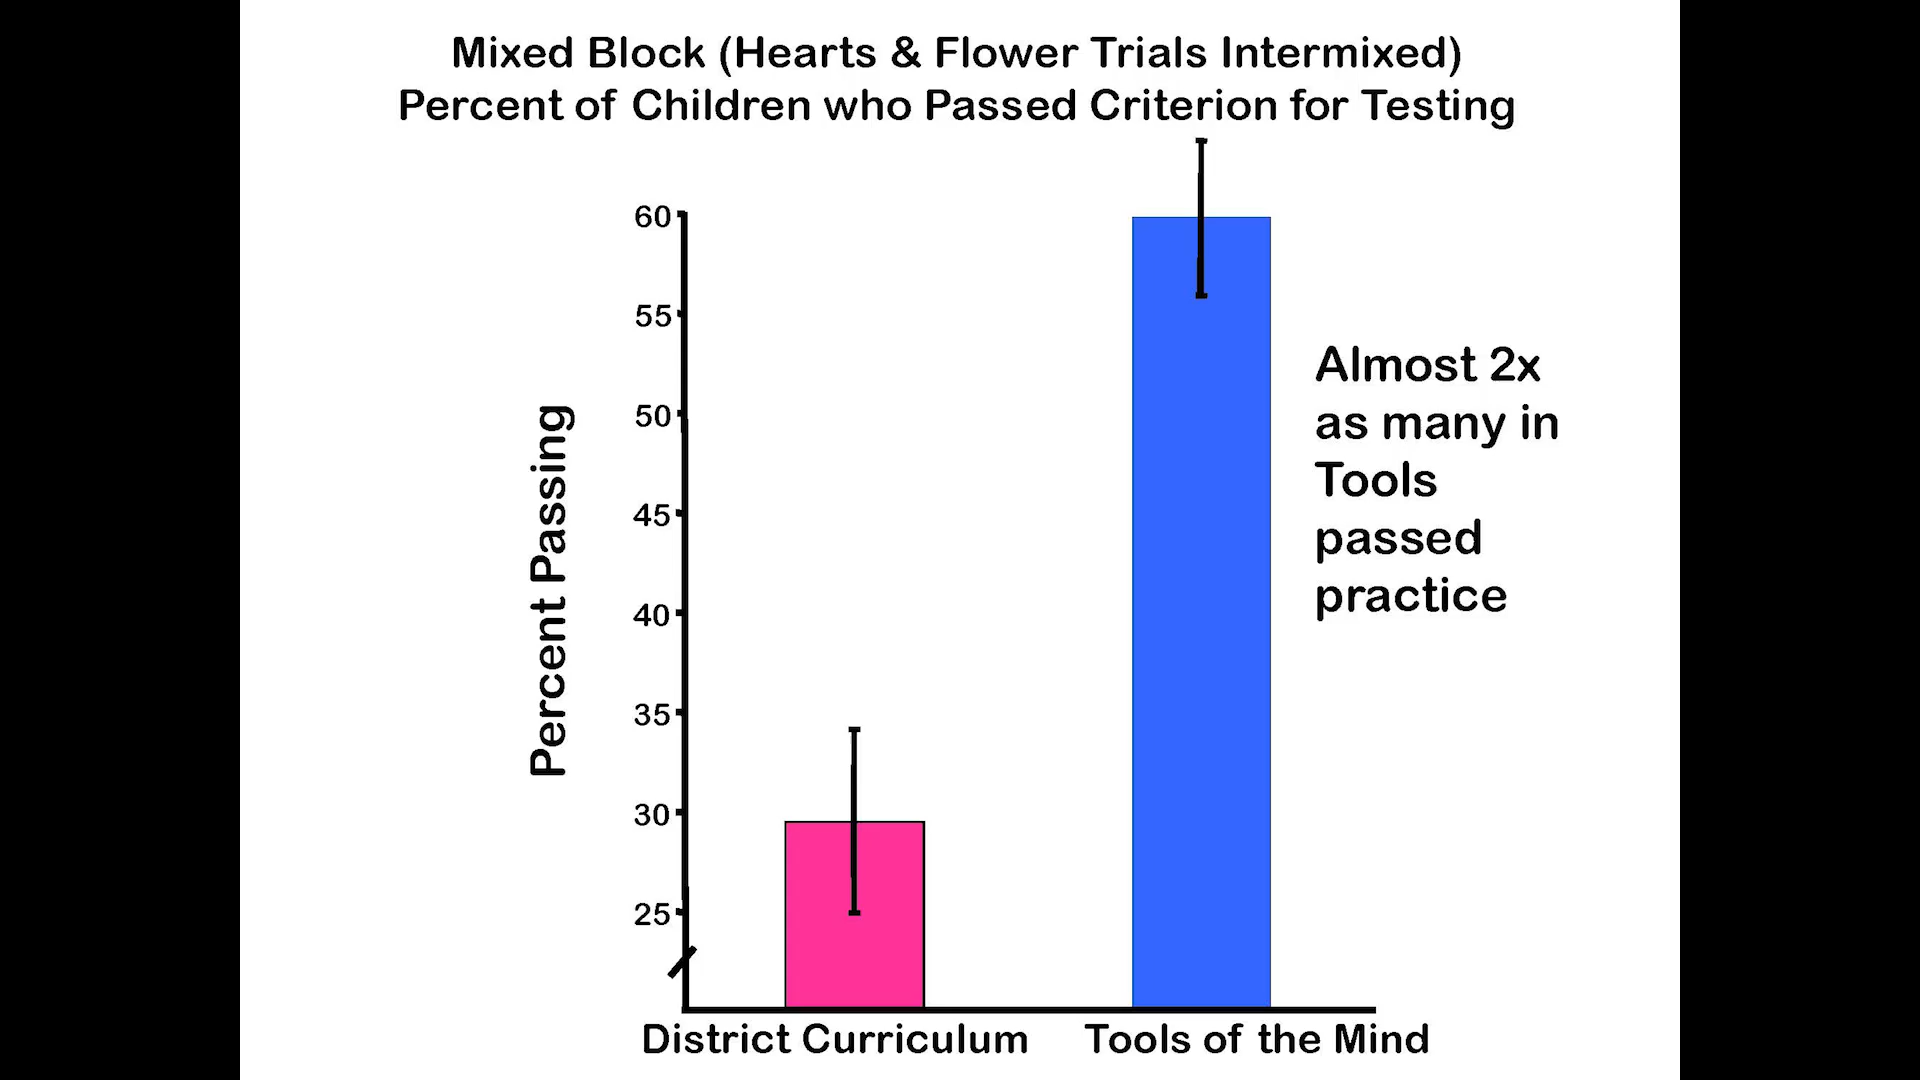 Mixed Block (Hearts & Flower Trials Intermixed)
Percent of Children who Passed Criterion for Testing
60
55
50
45
40
35
30
25
Percent Passing
Almost 2x
as many in
Tools
passed
practice
District Curriculum
Tools of the Mind